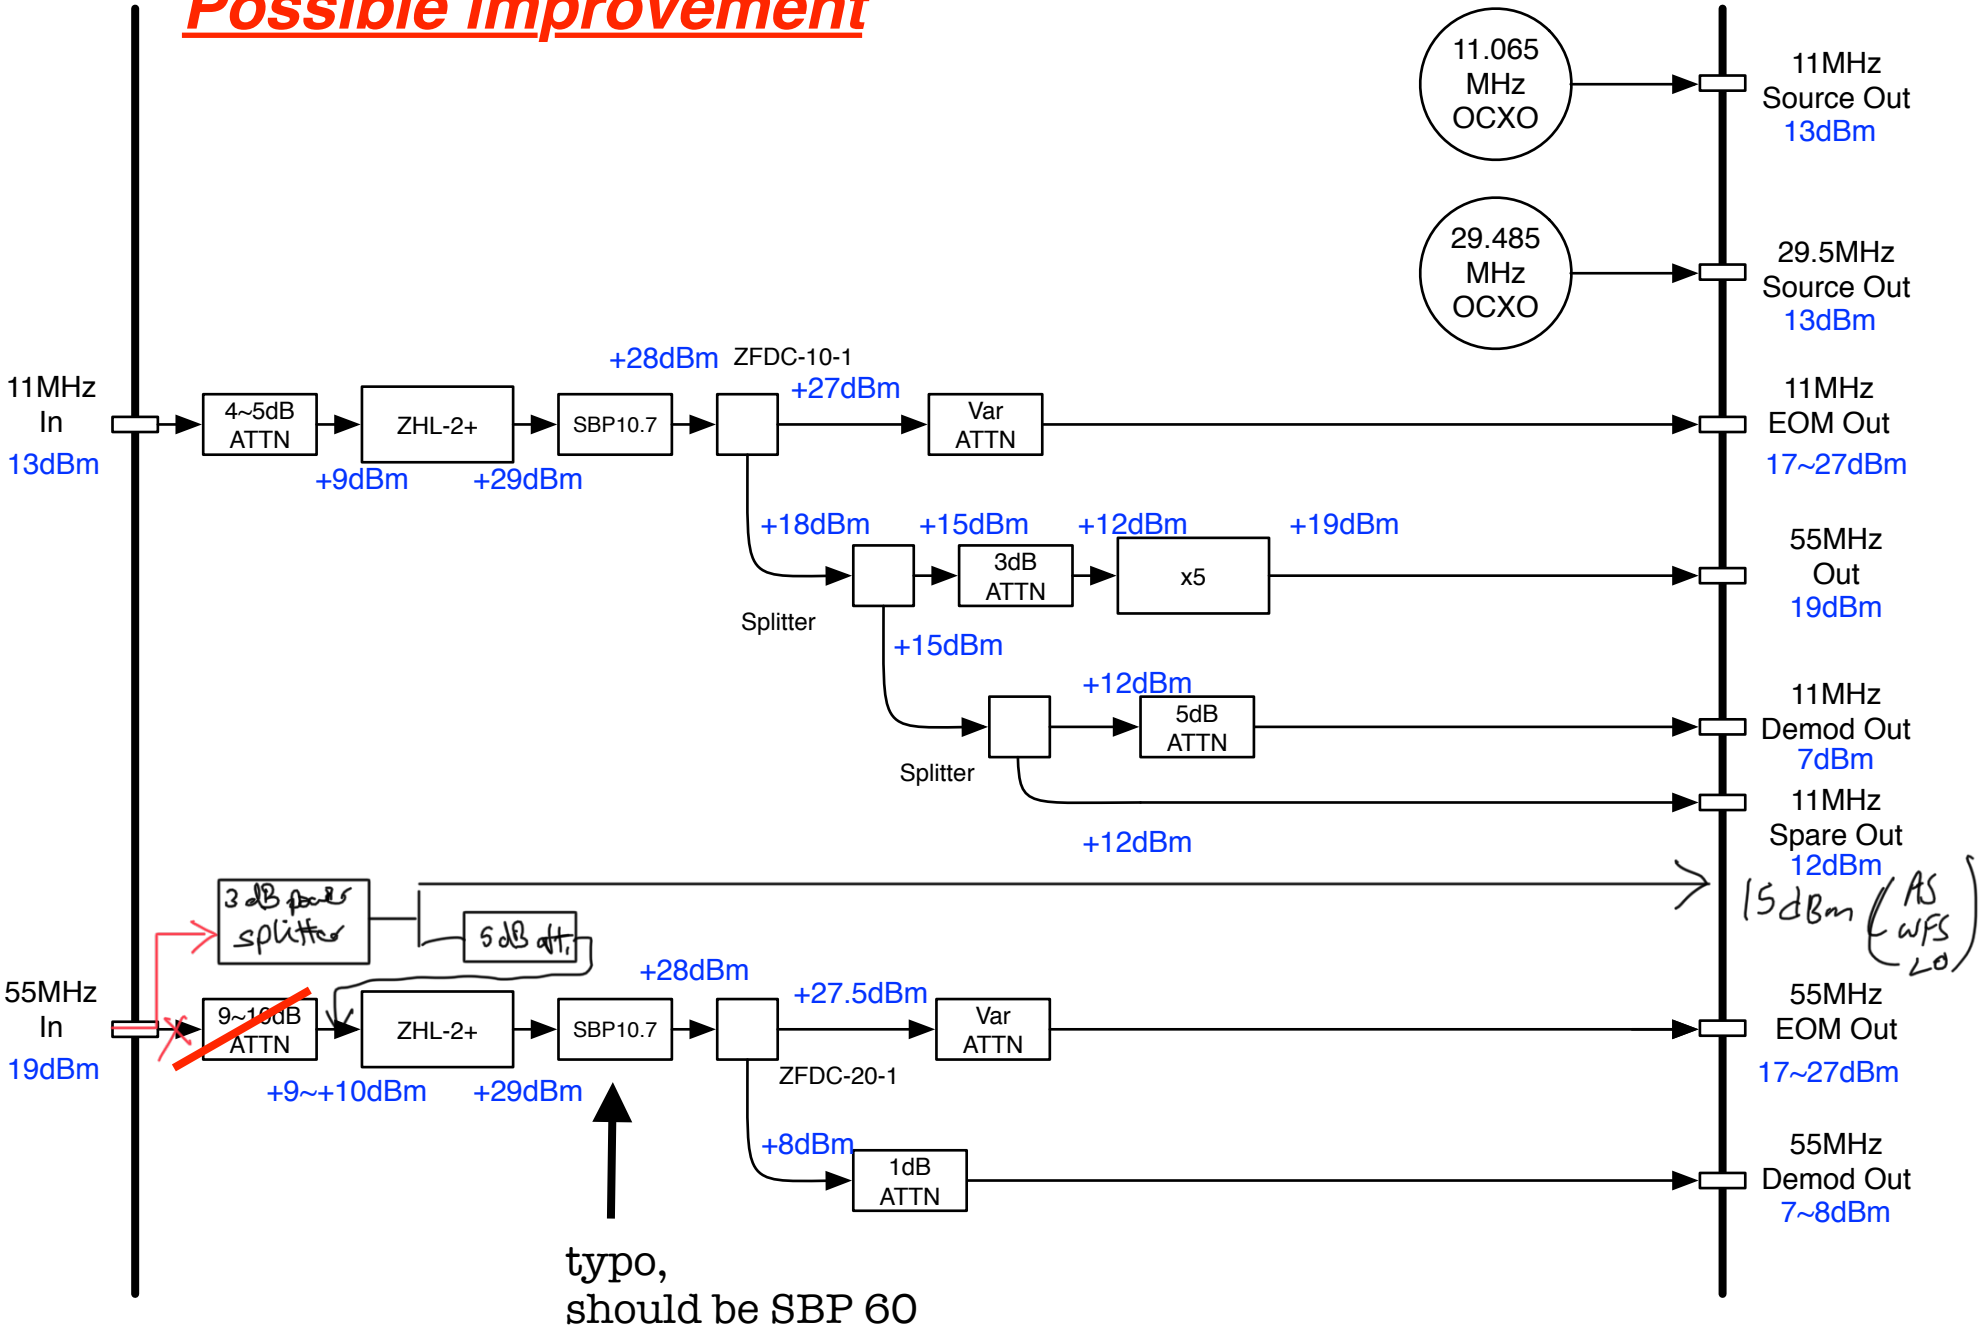 Possible improvement
11.065
MHz
OCXO
11MHz
Source Out
13dBm
29.485
MHz
OCXO
29.5MHz
Source Out
13dBm
11MHz
In
13dBm
4~5dB
ATTN
+9dBm
ZHL-2+
+29dBm
SBP10.7
+28dBm
ZFDC-10-1
+27dBm
Var
ATTN
11MHz
EOM Out
17~27dBm
+18dBm
Splitter
+15dBm
3dB
ATTN
+12dBm
x5
+19dBm
55MHz
Out
19dBm
+15dBm
Splitter
+12dBm
5dB
ATTN
11MHz
Demod Out
7dBm
+12dBm
11MHz
Spare Out
12dBm
3 dB power
splitter
5 dB att.
15dBm
(AS
WFS
LO)
55MHz
In
19dBm
9~10dB
ATTN
+9~+10dBm
ZHL-2+
+29dBm
SBP10.7
+28dBm
+27.5dBm
ZFDC-20-1
Var
ATTN
55MHz
EOM Out
17~27dBm
+8dBm
1dB
ATTN
55MHz
Demod Out
7~8dBm
typo,
should be SBP 60